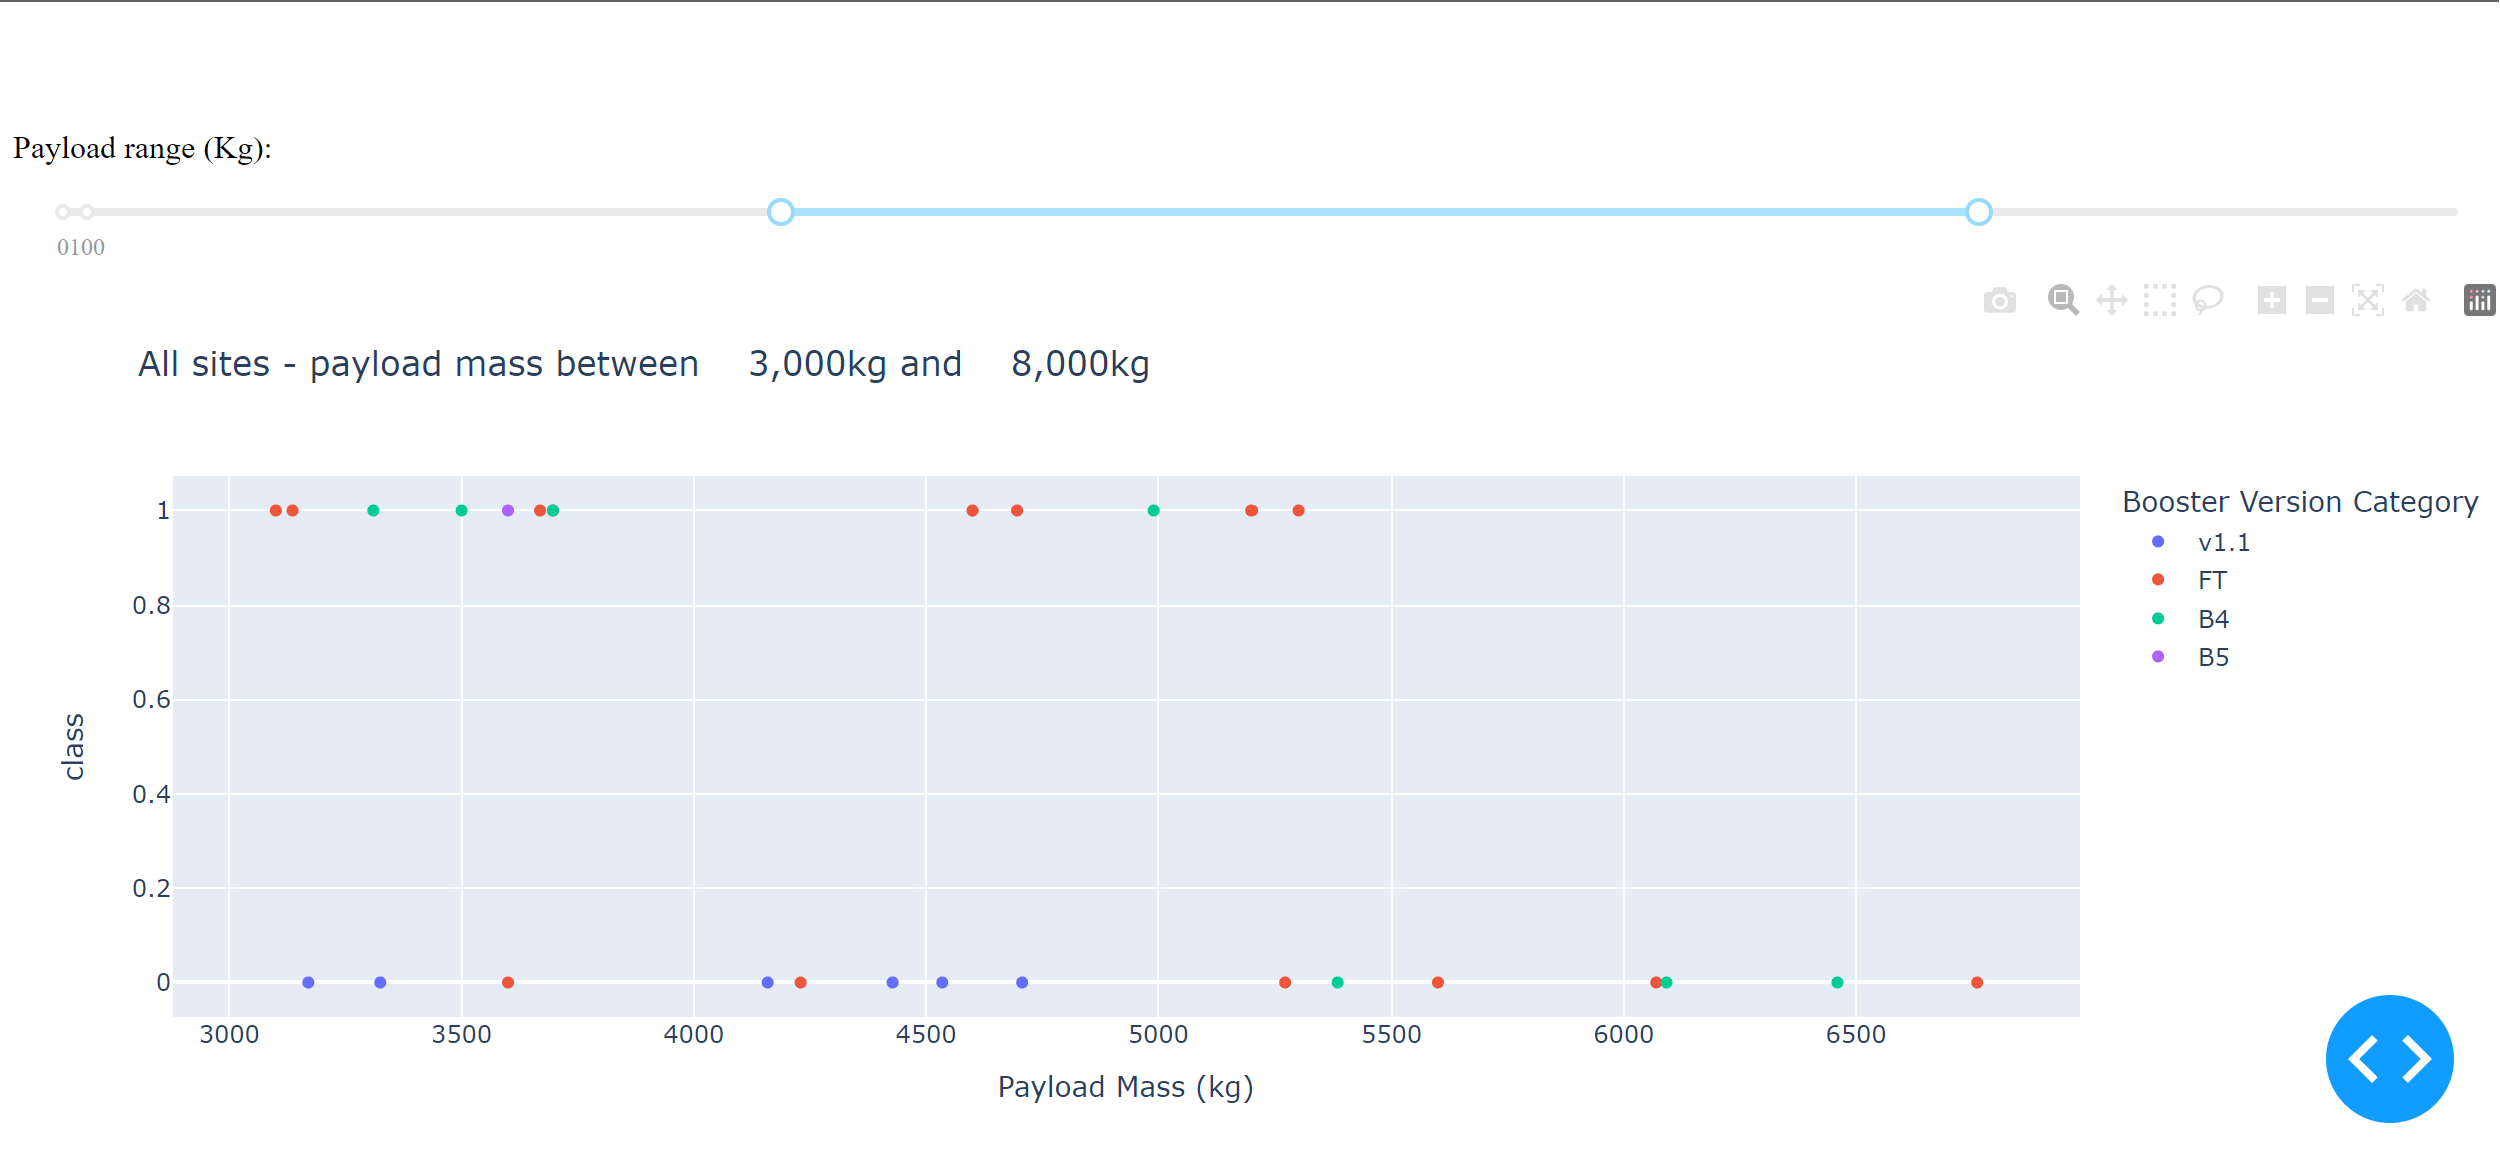 Payload range (Kg):
0100
All sites - payload mass between 3,000kg and 8,000kg
Booster Version Category
v1.1
FT
B4
B5
class
1
0.8
0.6
0.4
0.2
0
3000 3500 4000 4500 5000 5500 6000 6500
Payload Mass (kg)